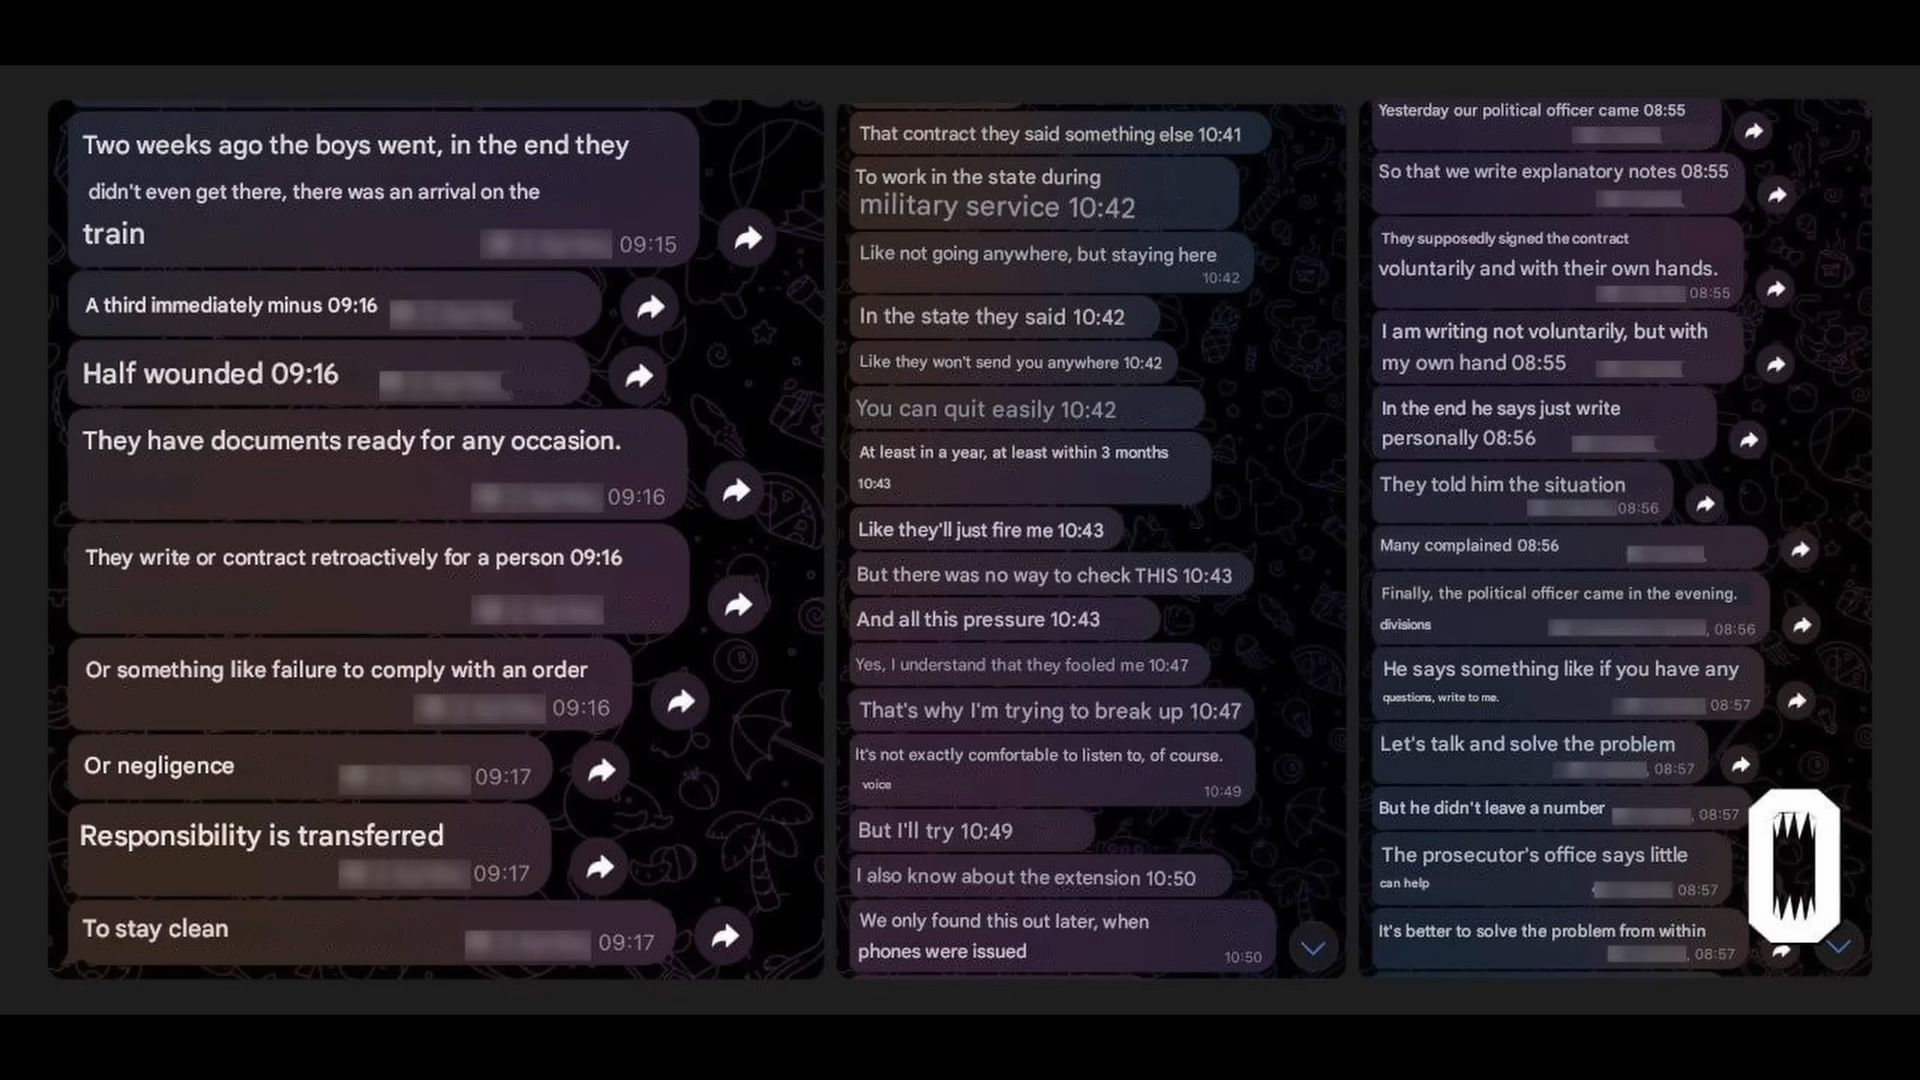 Two weeks ago the boys went, in the end they
didn't even get there, there was an arrival on the
train
09:15
A third immediately minus 09:16
Half wounded 09:16
They have documents ready for any occasion.
09:16
They write or contract retroactively for a person 09:16
Or something like failure to comply with an order
09:16
Or negligence
09:17
Responsibility is transferred
09:17
To stay clean
09:17
That contract they said something else 10:41
To work in the state during
military service 10:42
Like not going anywhere, but staying here
10:42
In the state they said 10:42
Like they won't send you anywhere 10:42
You can quit easily 10:42
At least in a year, at least within 3 months
10:43
Like they'll just fire me 10:43
But there was no way to check THIS 10:43
And all this pressure 10:43
Yes, I understand that they fooled me 10:47
That's why I'm trying to break up 10:47
It's not exactly comfortable to listen to, of course.
voice
10:49
But I'll try 10:49
I also know about the extension 10:50
We only found this out later, when
phones were issued
10:50
Yesterday our political officer came 08:55
So that we write explanatory notes 08:55
They supposedly signed the contract
voluntarily and with their own hands.
08:55
I am writing not voluntarily, but with
my own hand 08:55
In the end he says just write
personally 08:56
They told him the situation
08:56
Many complained 08:56
Finally, the political officer came in the evening.
divisions
, 08:56
He says something like if you have any
questions, write to me.
08:57
Let's talk and solve the problem
, 08:57
But he didn't leave a number
, 08:57
The prosecutor's office says little
can help
08:57
It's better to solve the problem from within
, 08:57